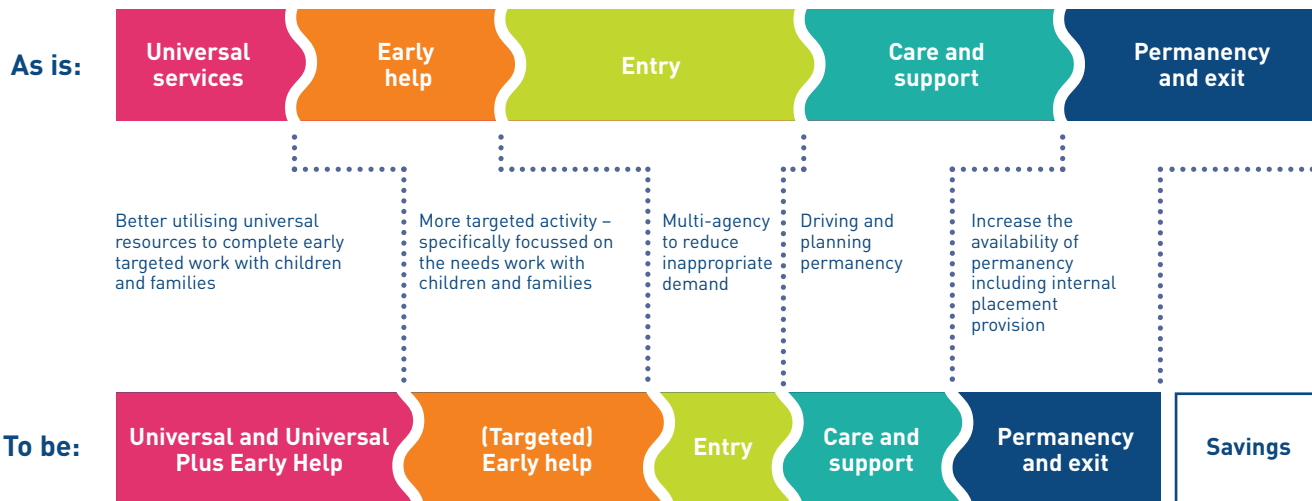 As is:
Universal
services
Early
help
Entry
Care and
support
Permanency
and exit
Better utilising universal
resources to complete early
targeted work with children
and families
More targeted activity –
specifically focussed on
the needs work with
children and families
Multi-agency
to reduce
inappropriate
demand
Driving and
planning
permanency
Increase the
availability of
permanency
including internal
placement
provision
To be:
Universal and Universal
Plus Early Help
(Targeted)
Early help
Entry
Care and
support
Permanency
and exit
Savings